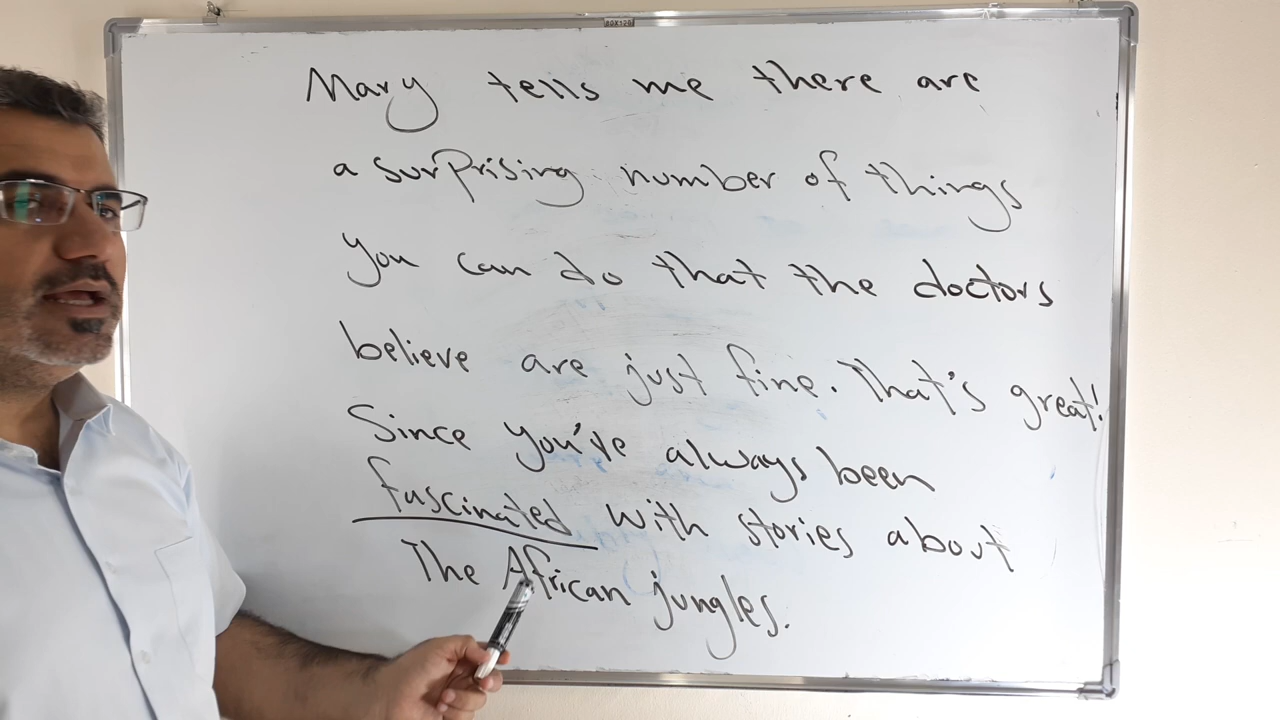 80X120
Mary tells me there are
a surprising number of things
you can do that the doctors
believe are just fine. That's great!
Since you've always been
fascinated with stories about
The African jungles.